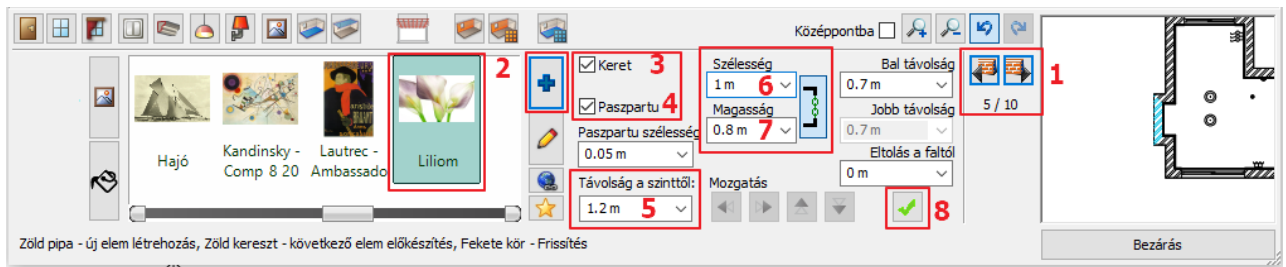 Középpontba
2
Keret 3
Paszpartu 4
Paszpartu szélesség
0.05 m
Távolság a szinttől:
1.2 m 5
Szélesség
1 m 6
Magasság
0.8 m 7
Mozgatás
Bal távolság
0.7 m
Jobb távolság
0.7 m
Eltolás a faltól
0 m
8
1
5 / 10
Hajó
Kandinsky -
Comp 8 20
Lautrec -
Ambassado
Liliom
Zöld pipa - új elem létrehozás, Zöld kereszt - következő elem előkészítés, Fekete kör - Frissítés
Bezárás